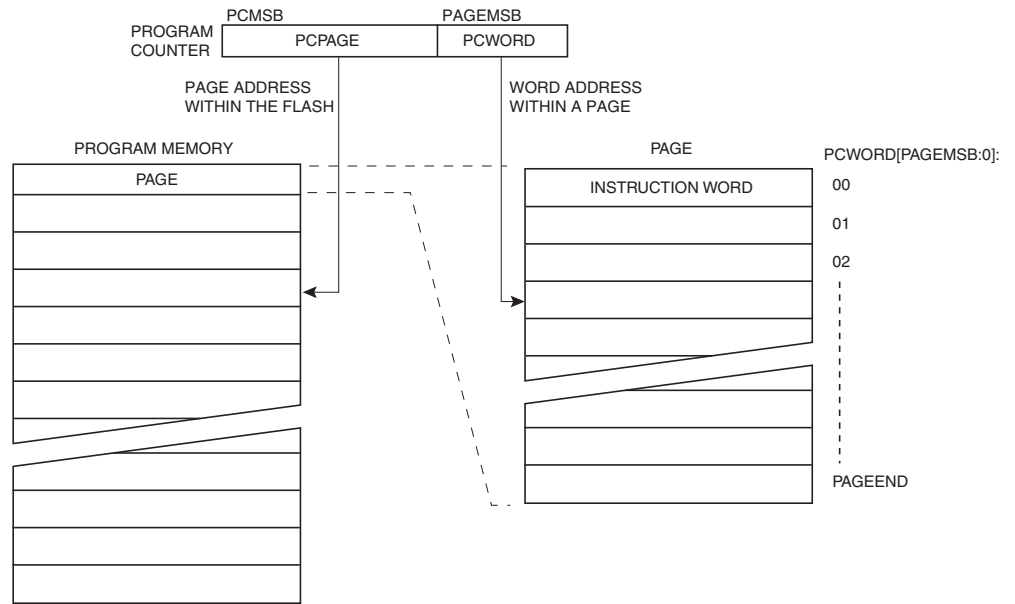 PCMSB
PAGEMSB
PROGRAM
COUNTER
PCPAGE
PCWORD
PAGE ADDRESS
WITHIN THE FLASH
WORD ADDRESS
WITHIN A PAGE
PROGRAM MEMORY
PAGE
PAGE
PCWORD[PAGEMSB:0]:
INSTRUCTION WORD
00
01
02
PAGEEND